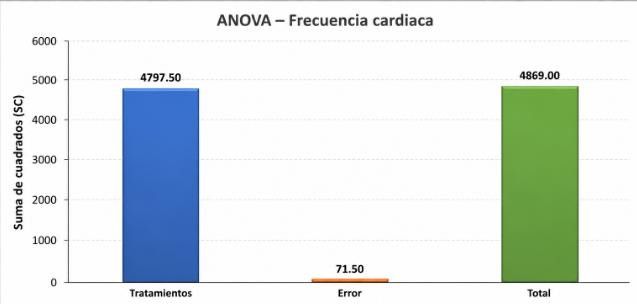 ANOVA – Frecuencia cardiaca
Suma de cuadrados (SC)
6000
5000
4000
3000
2000
1000
0
4797.50
71.50
4869.00
Tratamientos
Error
Total